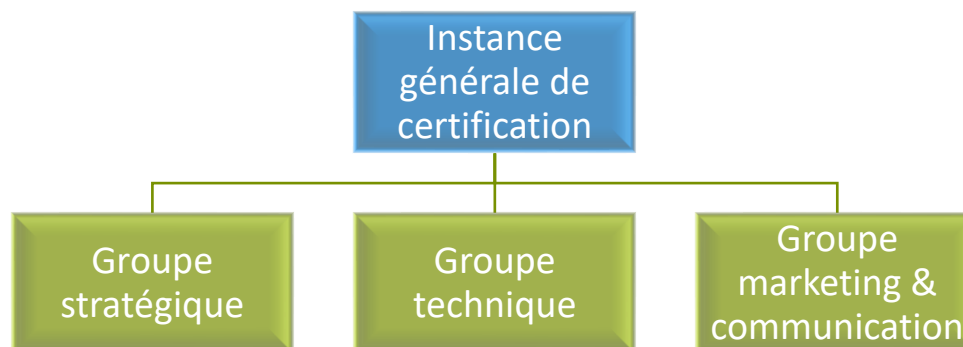 Instance
générale de
certification
Groupe
stratégique
Groupe
technique
Groupe
marketing &
communication